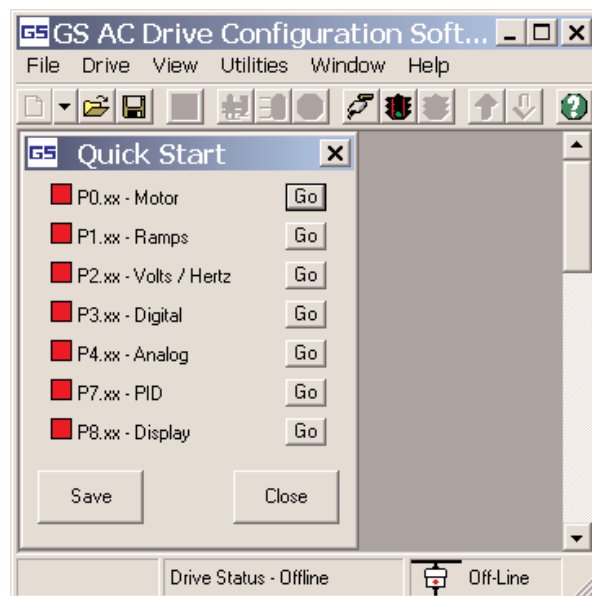 GS GS AC Drive Configuration Soft...
File Drive View Utilities Window Help
GS Quick Start
P0.xx - Motor Go
P1.xx - Ramps Go
P2.xx - Volts / Hertz Go
P3.xx - Digital Go
P4.xx - Analog Go
P7.xx - PID Go
P8.xx - Display Go
Save Close
Drive Status - Offline Off-Line